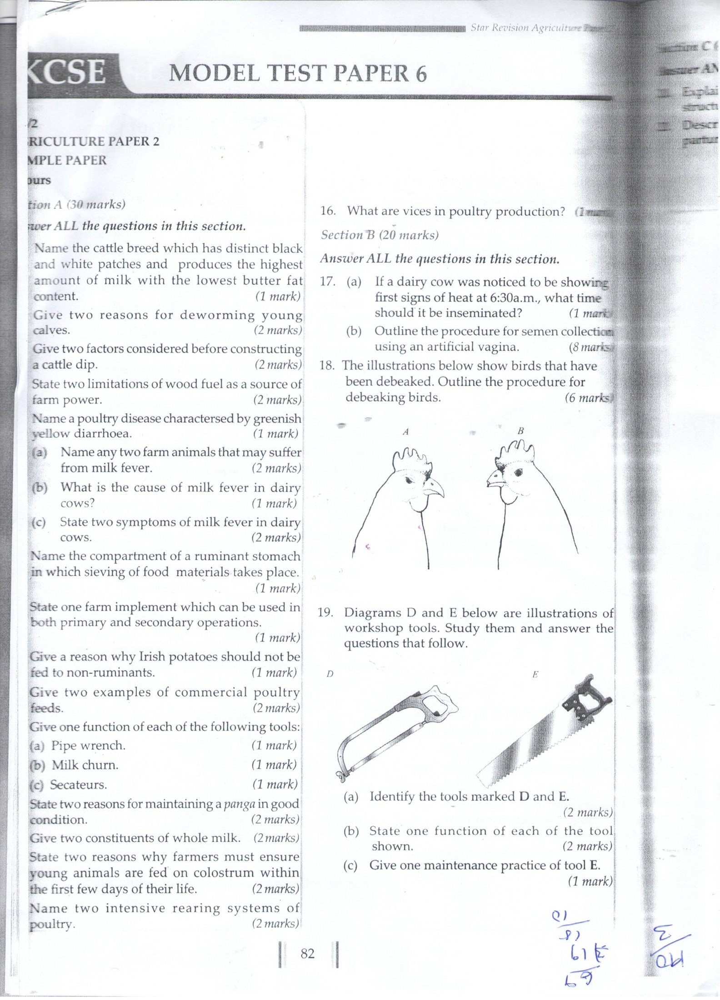 Star Revision Agriculture
KCSE
MODEL TEST PAPER 6
/2
RICULTURE PAPER 2
MPLE PAPER
ours
tion A (30 marks)
wer ALL the questions in this section.
Name the cattle breed which has distinct black
and white patches and produces the highest
amount of milk with the lowest butter fat
content. (1 mark)
Give two reasons for deworming young
calves. (2 marks)
Give two factors considered before constructing
a cattle dip. (2 marks)
State two limitations of wood fuel as a source of
farm power. (2 marks)
Name a poultry disease charactersed by greenish
yellow diarrhoea. (1 mark)
(a) Name any two farm animals that may suffer
from milk fever. (2 marks)
(b) What is the cause of milk fever in dairy
cows? (1 mark)
(c) State two symptoms of milk fever in dairy
cows. (2 marks)
Name the compartment of a ruminant stomach
in which sieving of food materials takes place.
(1 mark)
State one farm implement which can be used in
both primary and secondary operations.
(1 mark)
Give a reason why Irish potatoes should not be
fed to non-ruminants. (1 mark)
Give two examples of commercial poultry
feeds. (2 marks)
Give one function of each of the following tools:
(a) Pipe wrench. (1 mark)
(b) Milk churn. (1 mark)
(c) Secateurs. (1 mark)
State two reasons for maintaining a panga in good
condition. (2 marks)
Give two constituents of whole milk. (2 marks)
State two reasons why farmers must ensure
young animals are fed on colostrum within
the first few days of their life. (2 marks)
Name two intensive rearing systems of
poultry. (2 marks)
16. What are vices in poultry production? (1
Section B (20 marks)
Answer ALL the questions in this section.
17. (a) If a dairy cow was noticed to be showing
first signs of heat at 6:30a.m., what time
should it be inseminated? (1 mark
(b) Outline the procedure for semen collection
using an artificial vagina. (8 marks)
18. The illustrations below show birds that have
been debeaked. Outline the procedure for
debeaking birds. (6 marks)
A
B
19. Diagrams D and E below are illustrations of
workshop tools. Study them and answer the
questions that follow.
D
E
(a) Identify the tools marked D and E.
(2 marks)
(b) State one function of each of the tool
shown. (2 marks)
(c) Give one maintenance practice of tool E.
(1 mark)
82
Section C (
Answer AN
Explai
struct
Descr
partur